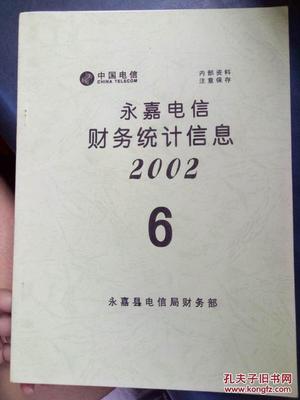 中国电信
CHINA TELECOM
内部资料
注意保存
永嘉电信
财务统计信息
2002
6
永嘉县电信局财务部
孔夫子旧书网
www.kongfz.com